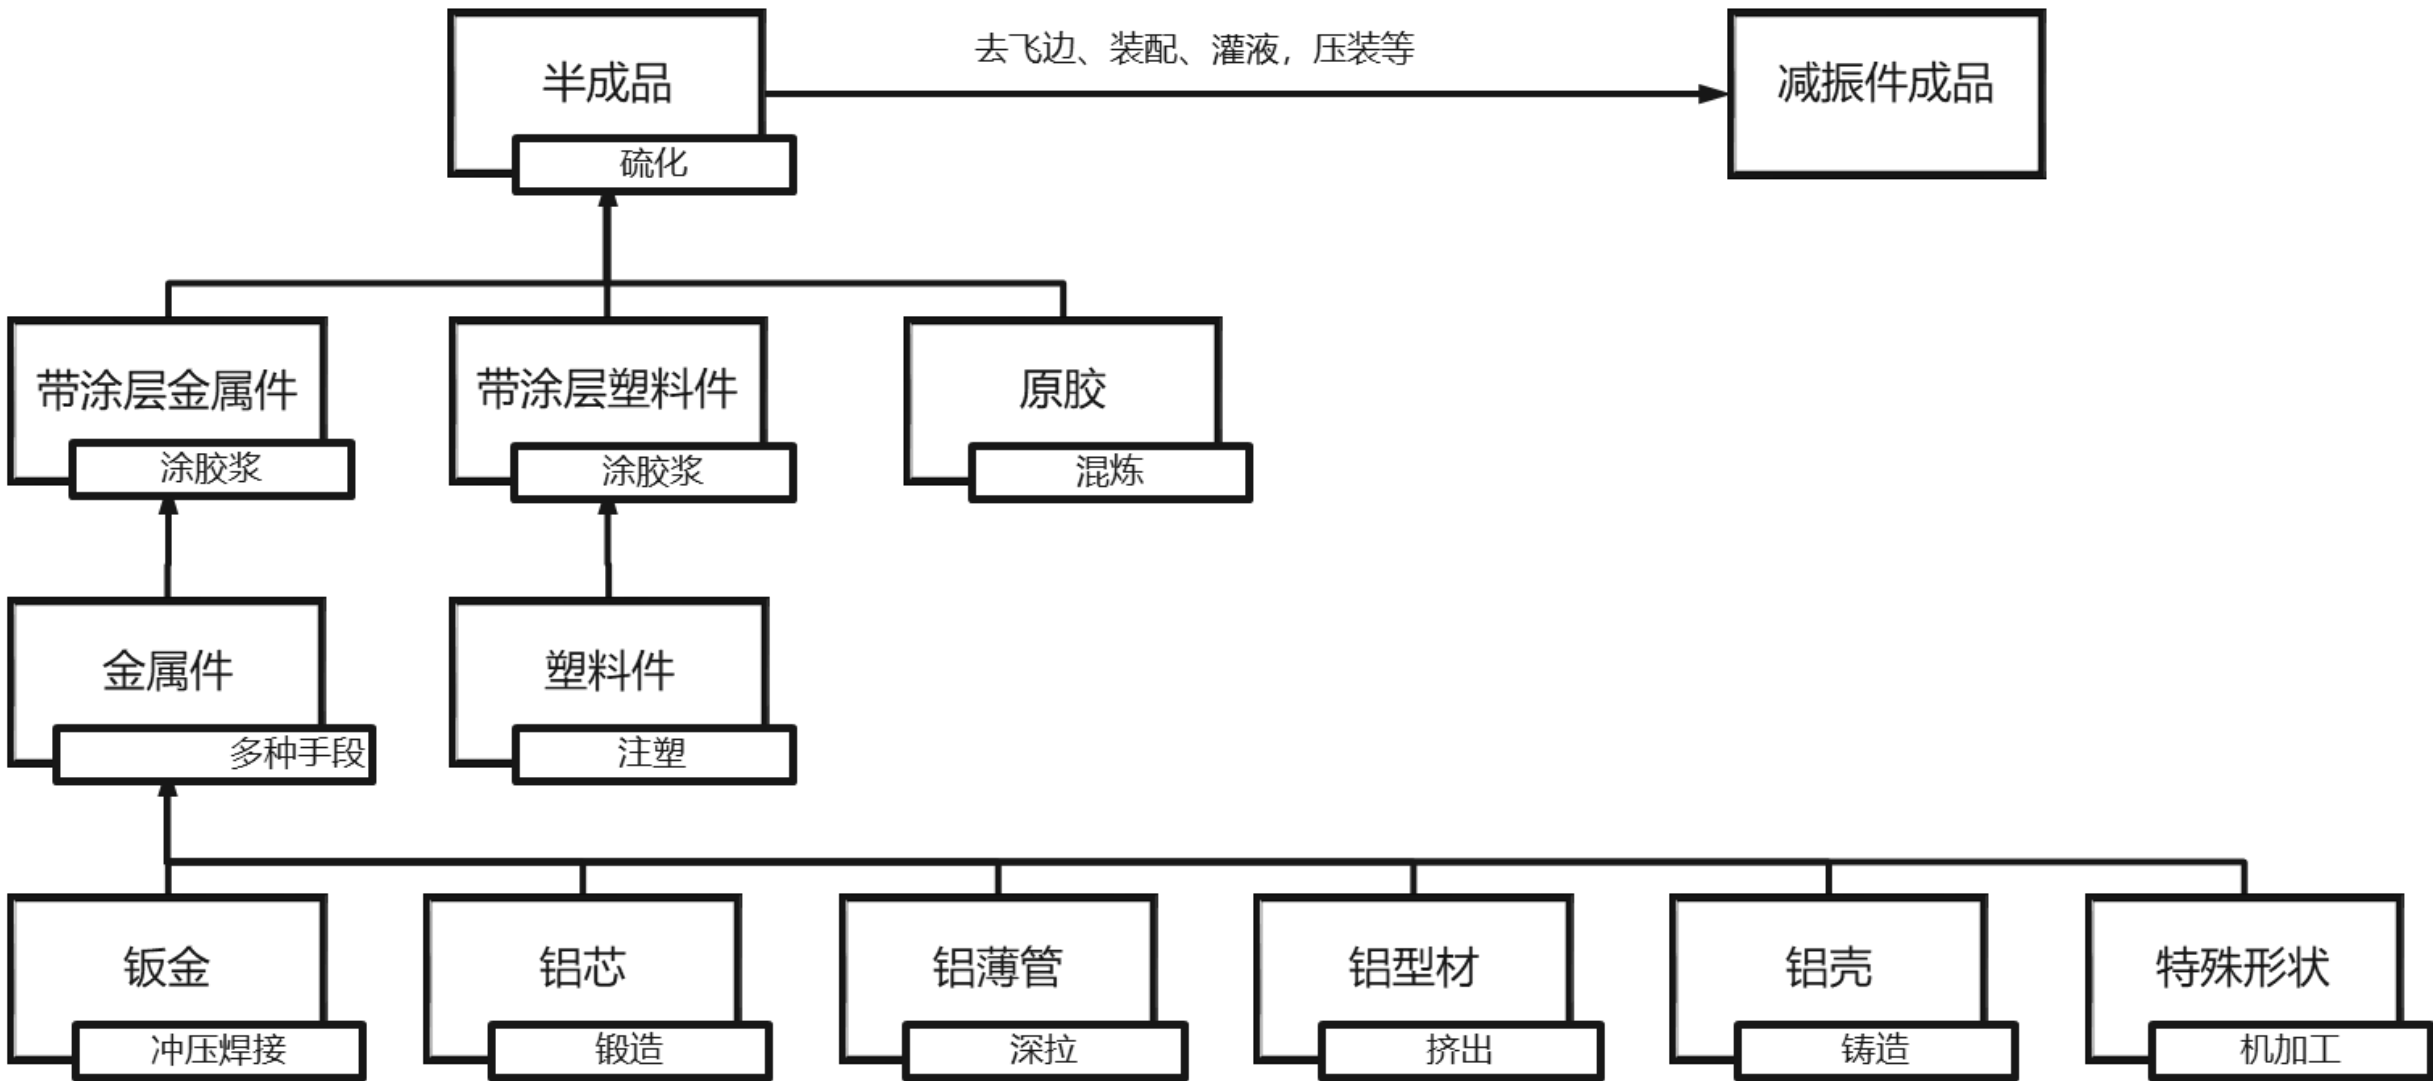 半成品
硫化
去飞边、装配、灌液，压装等
减振件成品
带涂层金属件
涂胶浆
带涂层塑料件
涂胶浆
原胶
混炼
金属件
多种手段
塑料件
注塑
钣金
冲压焊接
铝芯
锻造
铝薄管
深拉
铝型材
挤出
铝壳
铸造
特殊形状
机加工